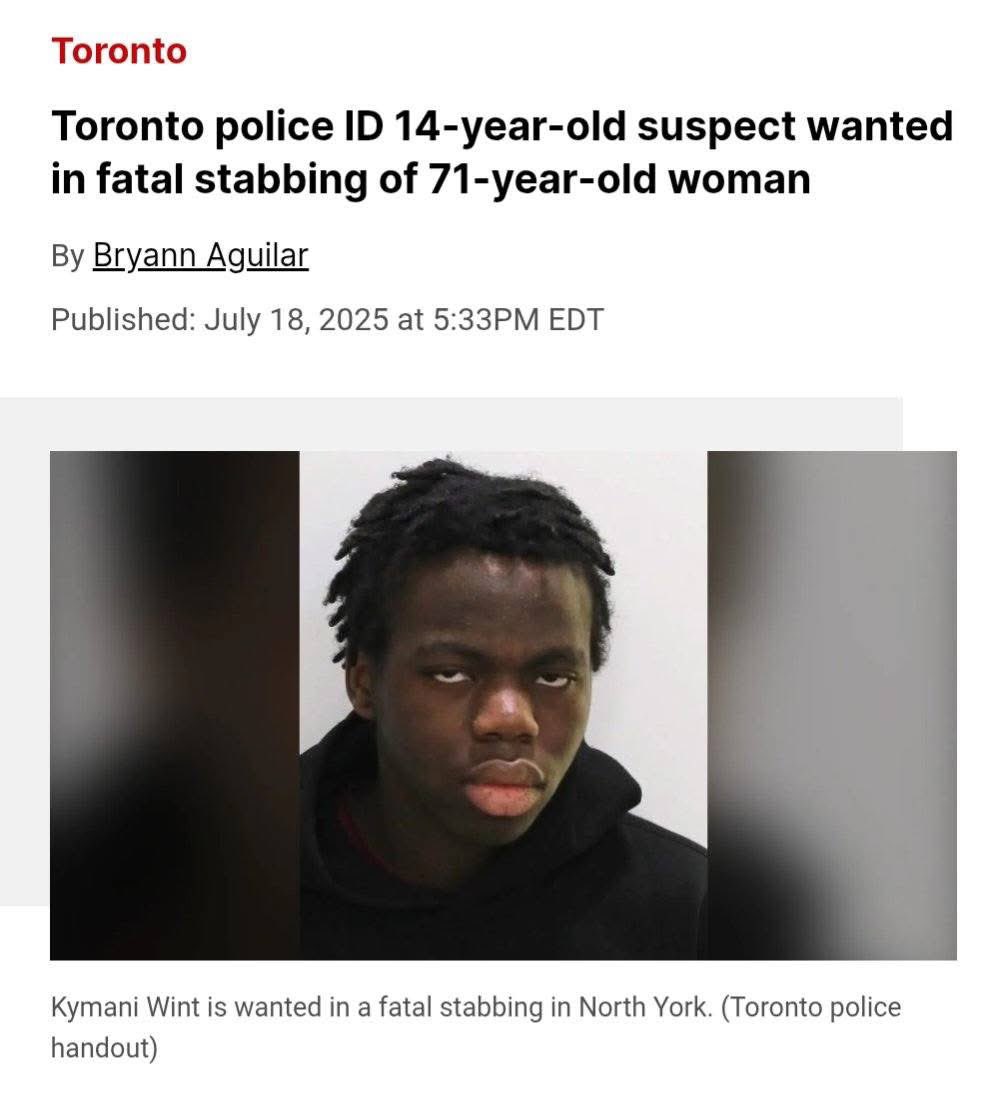 Toronto
Toronto police ID 14-year-old suspect wanted
in fatal stabbing of 71-year-old woman
By Bryann Aguilar
Published: July 18, 2025 at 5:33PM EDT
Kymani Wint is wanted in a fatal stabbing in North York. (Toronto police
handout)